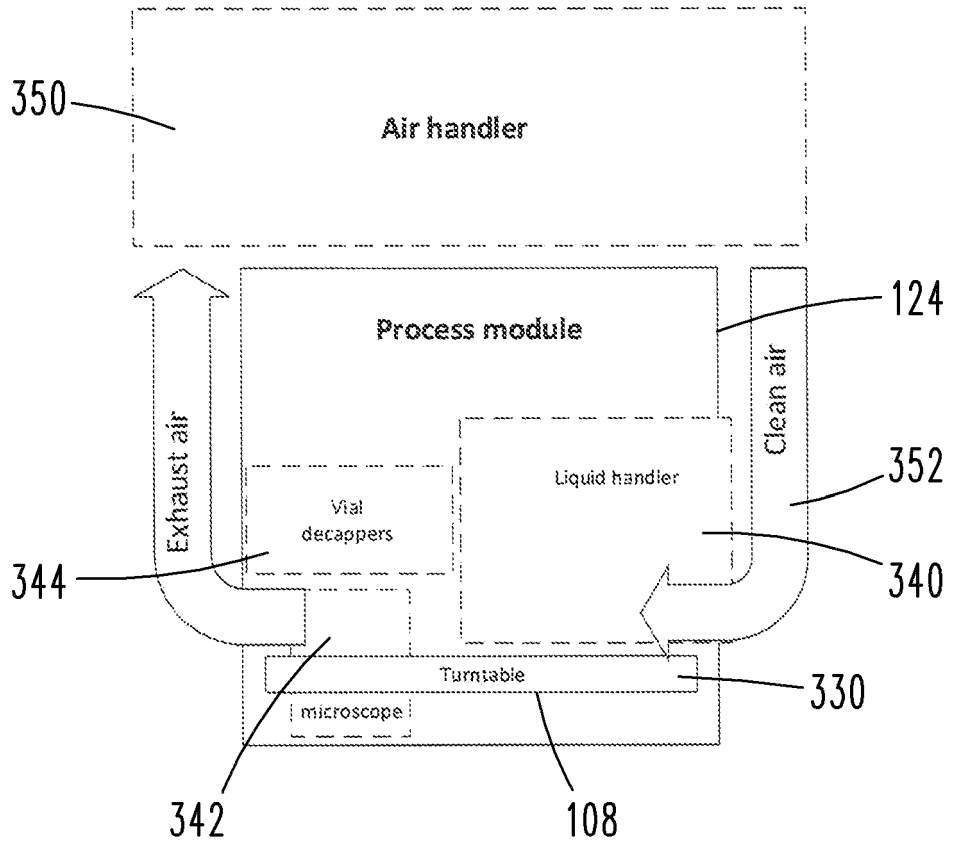 350
Air handler
124
Process module
Clean air
Exhaust air
352
Liquid handler
Vial
decappers
344
340
Turntable
330
microscope
342
108